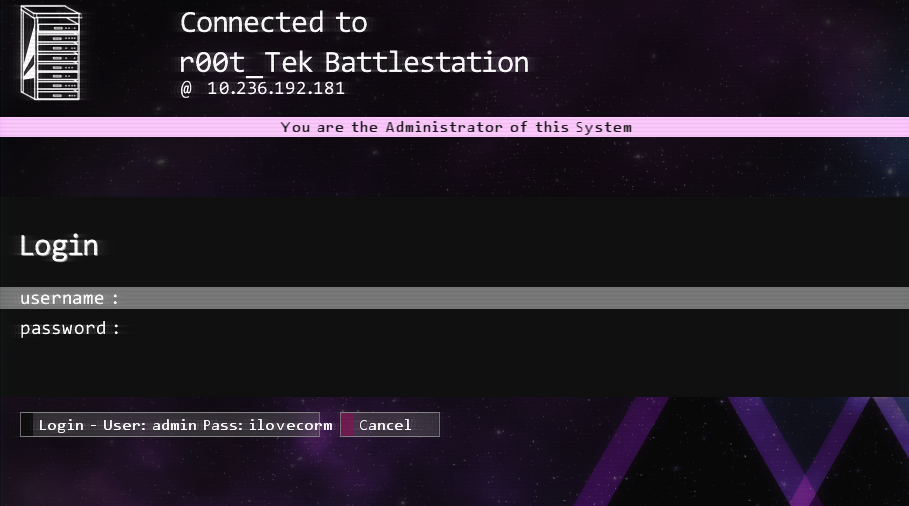 Connected to
r00t_Tek Battlestation
@ 10.236.192.181
You are the Administrator of this System
Login
username :
password :
Login - User: admin Pass: ilovecorm
Cancel